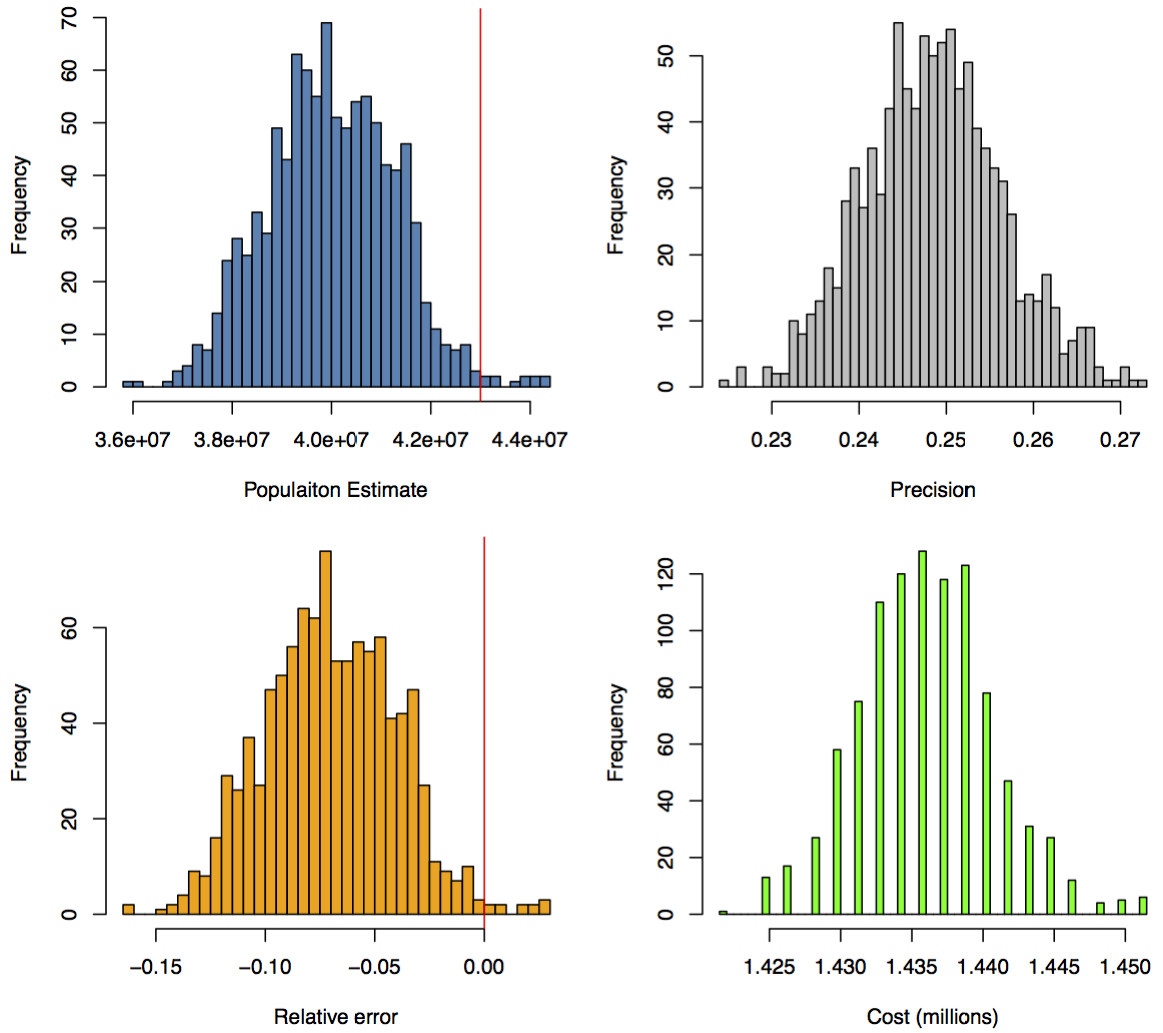 Frequency
0 10 20 30 40 50 60 70
3.6e+07 3.8e+07 4.0e+07 4.2e+07 4.4e+07
Populaiton Estimate
Frequency
0 10 20 30 40 50
0.23 0.24 0.25 0.26 0.27
Precision
Frequency
0 20 40 60
−0.15 −0.10 −0.05 0.00
Relative error
Frequency
0 20 40 60 80 100 120
1.425 1.430 1.435 1.440 1.445 1.450
Cost (millions)